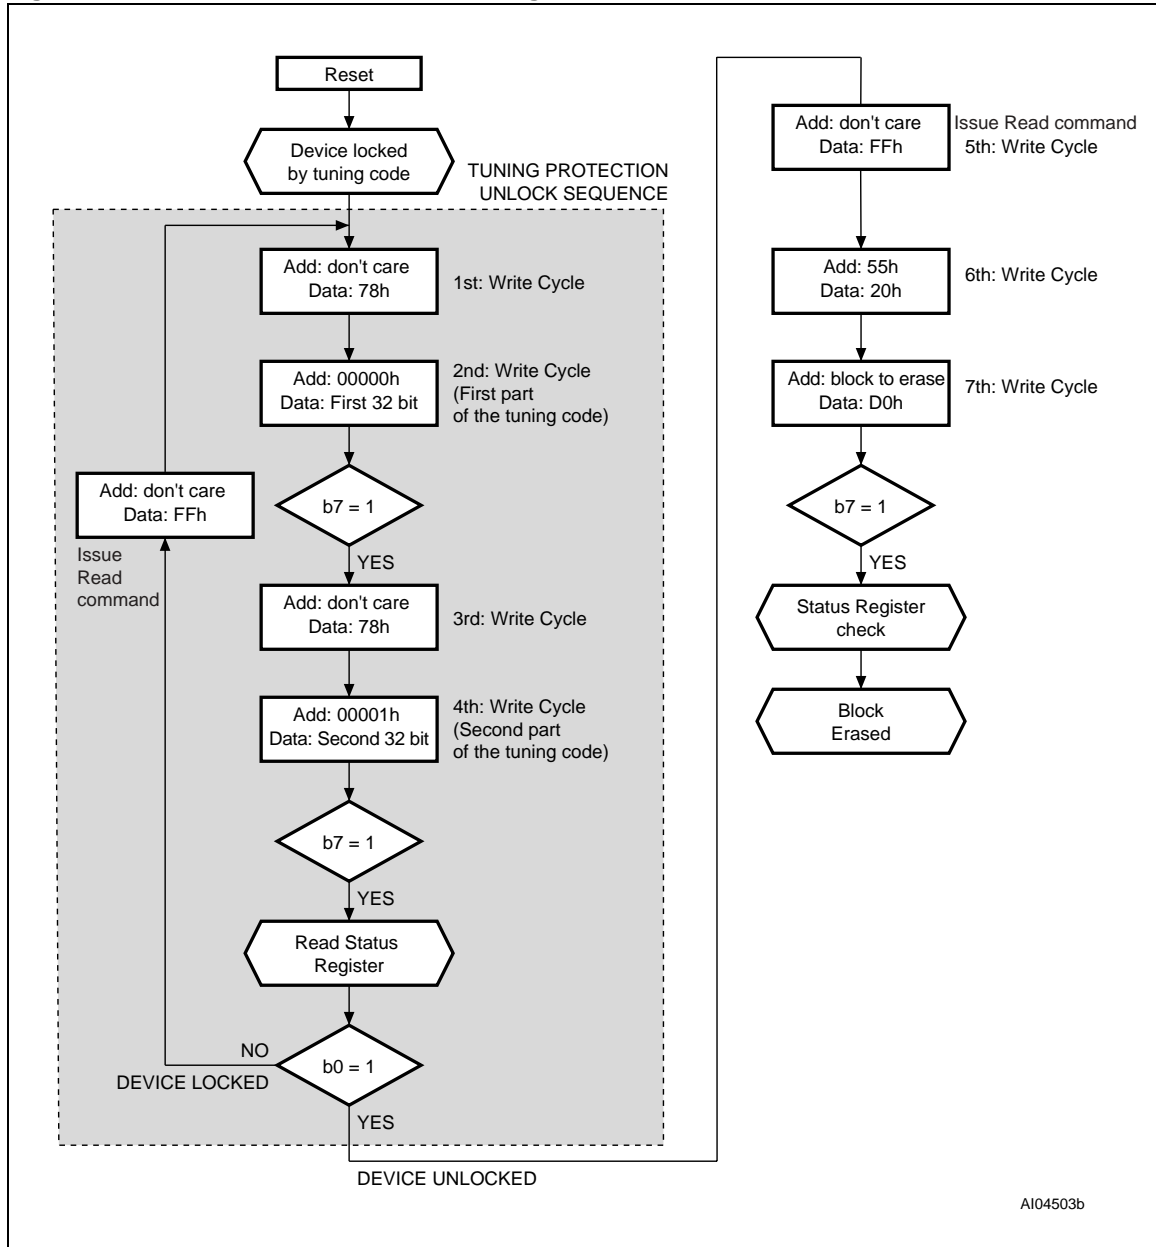 Reset
Device locked
by tuning code
TUNING PROTECTION
UNLOCK SEQUENCE
Add: don't care
Data: 78h
1st: Write Cycle
Add: 00000h
Data: First 32 bit
2nd: Write Cycle
(First part
of the tuning code)
b7 = 1
YES
Add: don't care
Data: FFh
Issue
Read
command
Add: don't care
Data: 78h
3rd: Write Cycle
Add: 00001h
Data: Second 32 bit
4th: Write Cycle
(Second part
of the tuning code)
b7 = 1
YES
Read Status
Register
b0 = 1
NO
DEVICE LOCKED
YES
DEVICE UNLOCKED
Add: don't care
Data: FFh
Issue Read command
5th: Write Cycle
Add: 55h
Data: 20h
6th: Write Cycle
Add: block to erase
Data: D0h
7th: Write Cycle
b7 = 1
YES
Status Register
check
Block
Erased
AI04503b